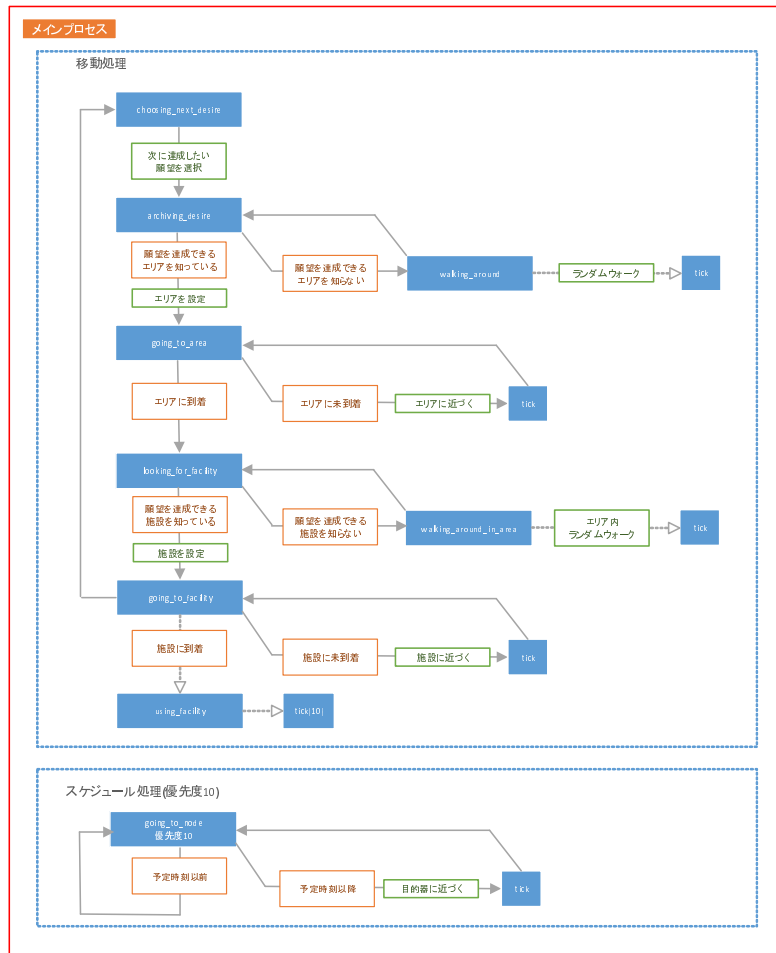 メインプロセス
移動処理
choosing_next_desire
次に達成したい
願望を選択
archiving_desire
願望を達成できる
エリアを知っている
願望を達成できる
エリアを知らない
walking_around
ランダムウォーク
tick
エリアを設定
going_to_area
エリアに到着
エリアに未到着
エリアに近づく
tick
looking_for_facility
願望を達成できる
施設を知っている
願望を達成できる
施設を知らない
walking_around_in_area
エリア内
ランダムウォーク
tick
施設を設定
going_to_facility
施設に到着
施設に未到着
施設に近づく
tick
using_facility
tick(10)
スケジュール処理(優先度10)
going_to_node
優先度10
予定時刻以前
予定時刻以降
目的器に近づく
tick